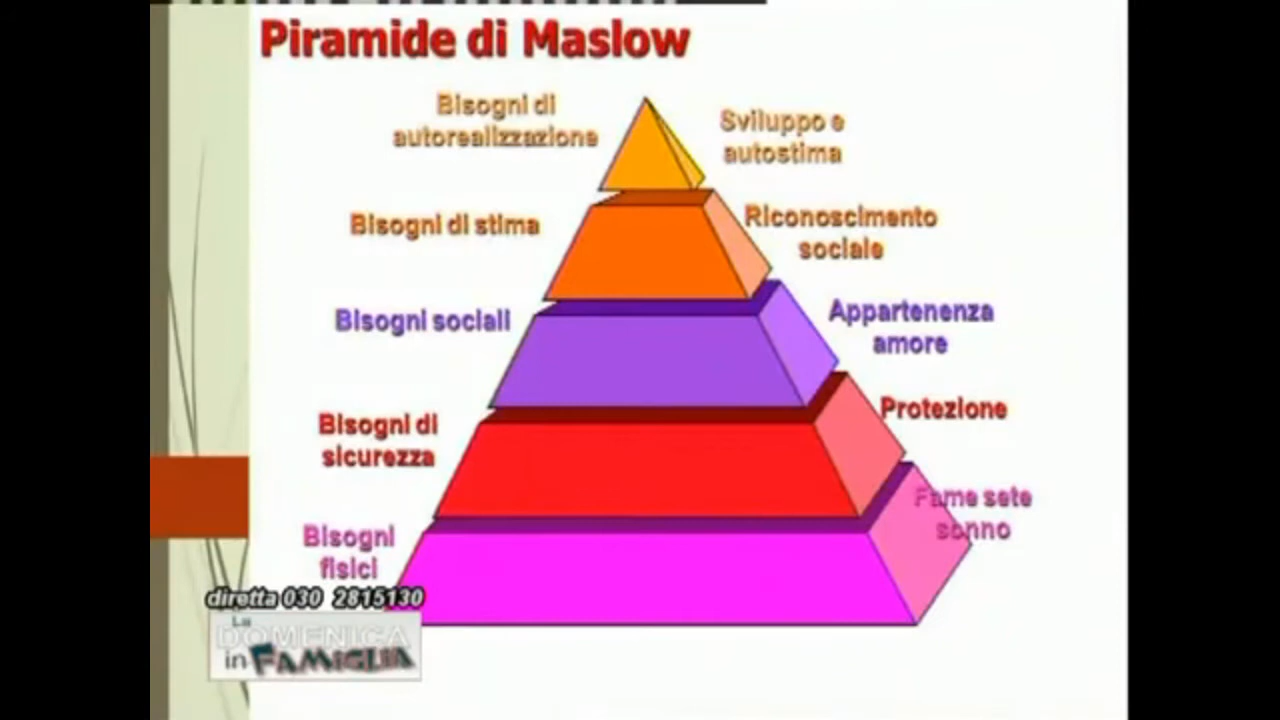 Piramide di Maslow
Bisogni di
autorealizzazione
Sviluppo e
autostima
Bisogni di stima
Riconoscimento
sociale
Bisogni sociali
Appartenenza
amore
Bisogni di
sicurezza
Protezione
Bisogni
fisici
Fame sete
sonno
diretta 030 2815130
La
DOMENICA
in FAMIGLIA